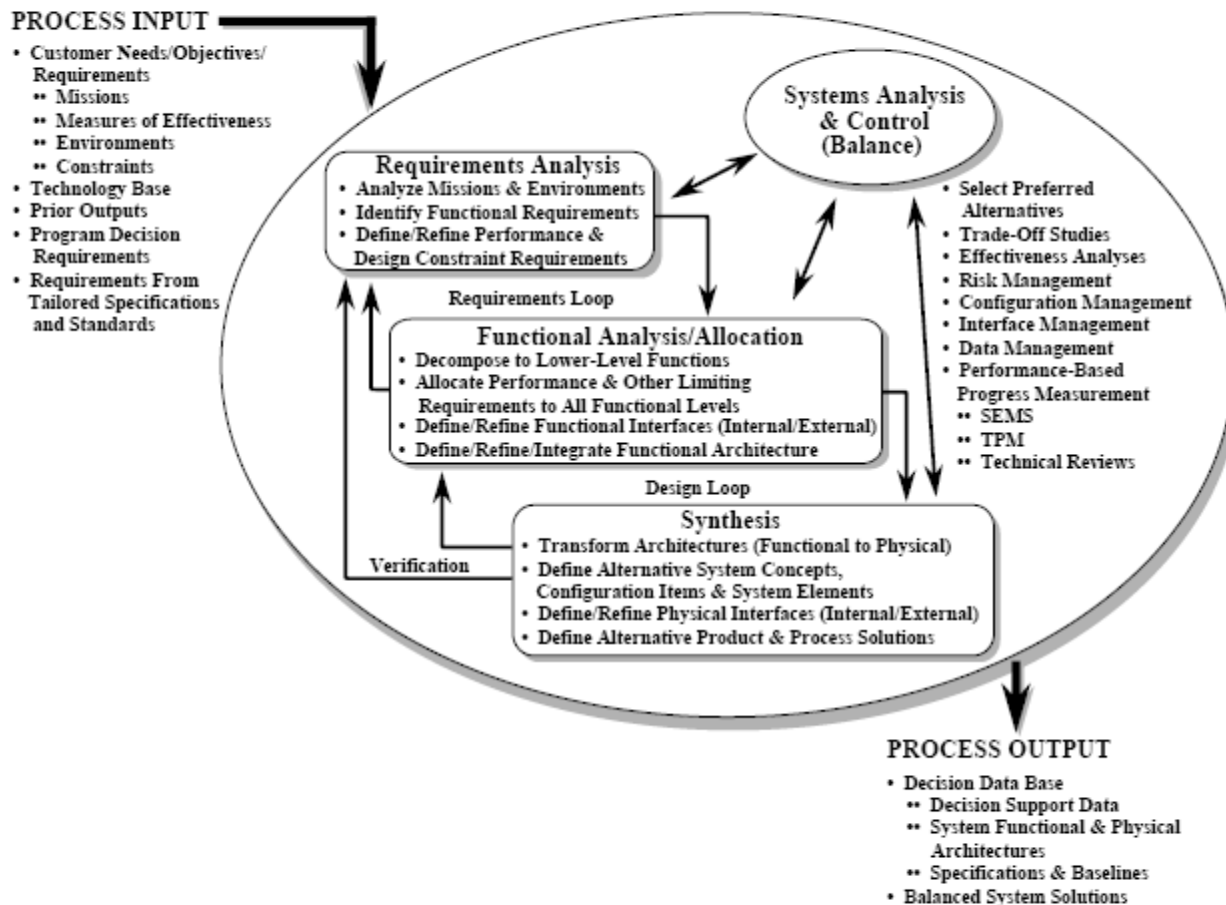 PROCESS INPUT
• Customer Needs/Objectives/
Requirements
•• Missions
•• Measures of Effectiveness
•• Environments
•• Constraints
• Technology Base
• Prior Outputs
• Program Decision
Requirements
• Requirements From
Tailored Specifications
and Standards
Systems Analysis
& Control
(Balance)
Requirements Analysis
• Analyze Missions & Environments
• Identify Functional Requirements
• Define/Refine Performance &
Design Constraint Requirements
• Select Preferred
Alternatives
• Trade-Off Studies
• Effectiveness Analyses
• Risk Management
• Configuration Management
• Interface Management
• Data Management
• Performance-Based
Progress Measurement
•• SEMS
•• TPM
•• Technical Reviews
Requirements Loop
Functional Analysis/Allocation
• Decompose to Lower-Level Functions
• Allocate Performance & Other Limiting
Requirements to All Functional Levels
• Define/Refine Functional Interfaces (Internal/External)
• Define/Refine/Integrate Functional Architecture
Design Loop
Synthesis
• Transform Architectures (Functional to Physical)
• Define Alternative System Concepts,
Configuration Items & System Elements
• Define/Refine Physical Interfaces (Internal/External)
• Define Alternative Product & Process Solutions
Verification
PROCESS OUTPUT
• Decision Data Base
•• Decision Support Data
•• System Functional & Physical
Architectures
•• Specifications & Baselines
• Balanced System Solutions